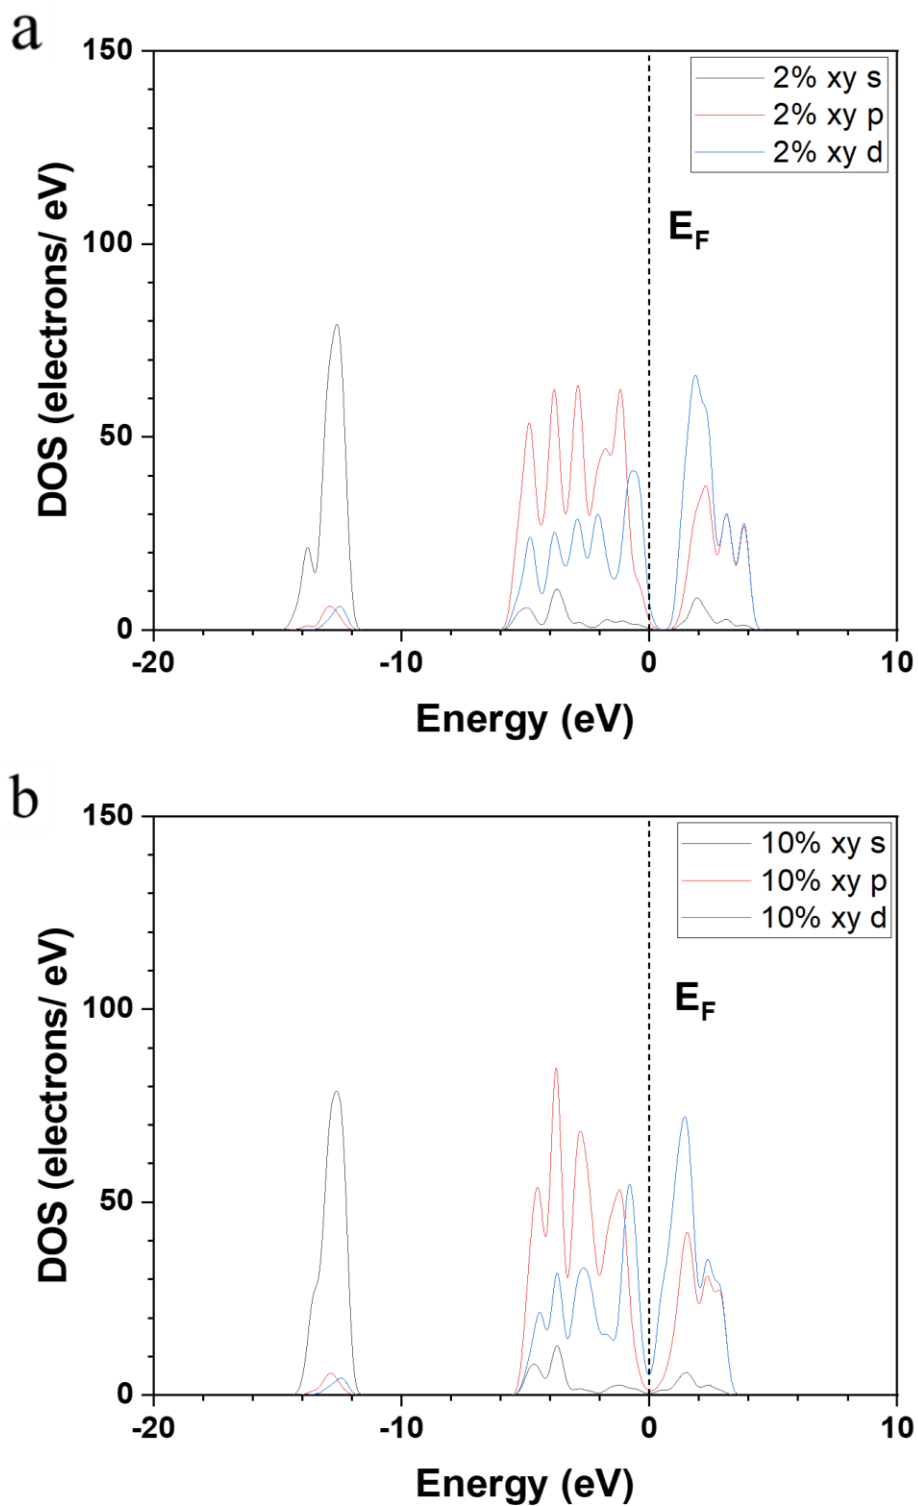 a
150
100
50
0
DOS (electrons/ eV)
2% xy s
2% xy p
2% xy d
E_F
-20
-10
0
10
Energy (eV)
b
150
100
50
0
DOS (electrons/ eV)
10% xy s
10% xy p
10% xy d
E_F
-20
-10
0
10
Energy (eV)